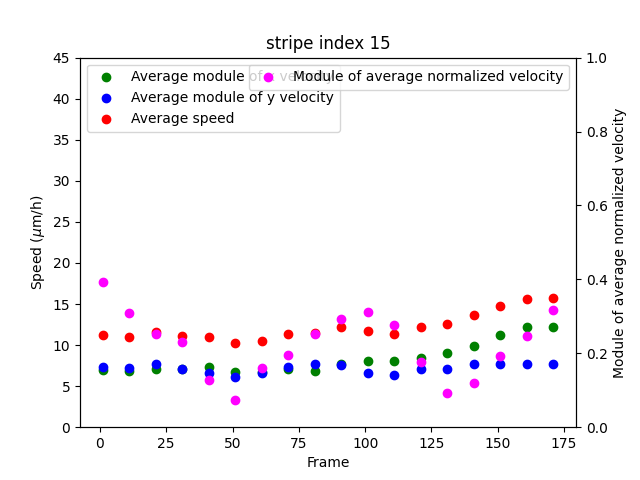 stripe index 15
Average module of
velocity
Average module of y velocity
Average speed
Module of average normalized velocity
45
40
35
30
25
20
15
10
5
0
Speed (μm/h)
1.0
0.8
0.6
0.4
0.2
0.0
Module of average normalized velocity
0
25
50
75
100
125
150
175
Frame